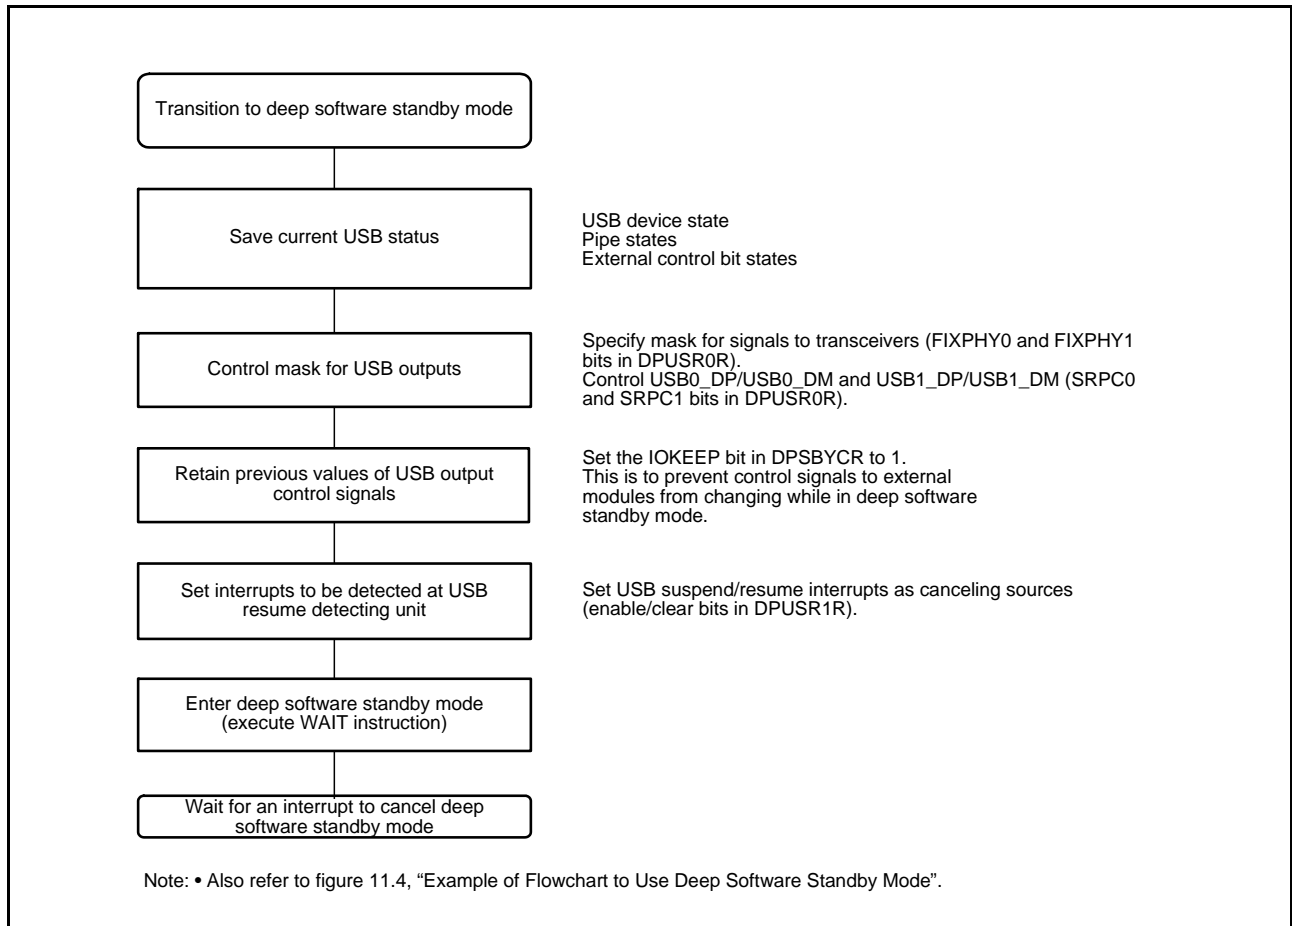 Transition to deep software standby mode
Save current USB status
USB device state
Pipe states
External control bit states
Control mask for USB outputs
Specify mask for signals to transceivers (FIXPHY0 and FIXPHY1
bits in DPUSR0R).
Control USB0_DP/USB0_DM and USB1_DP/USB1_DM (SRPC0
and SRPC1 bits in DPUSR0R).
Retain previous values of USB output
control signals
Set the IOKEEP bit in DPSBYCR to 1.
This is to prevent control signals to external
modules from changing while in deep software
standby mode.
Set interrupts to be detected at USB
resume detecting unit
Set USB suspend/resume interrupts as canceling sources
(enable/clear bits in DPUSR1R).
Enter deep software standby mode
(execute WAIT instruction)
Wait for an interrupt to cancel deep
software standby mode
Note: • Also refer to figure 11.4, “Example of Flowchart to Use Deep Software Standby Mode”.